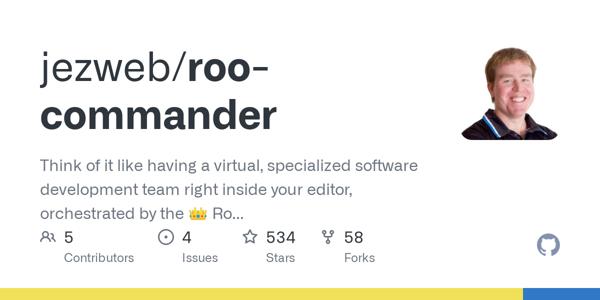 jezweb/roo-
commander
Think of it like having a virtual, specialized software
development team right inside your editor,
orchestrated by the 👑 Ro...
5 4 534 58
Contributors Issues Stars Forks